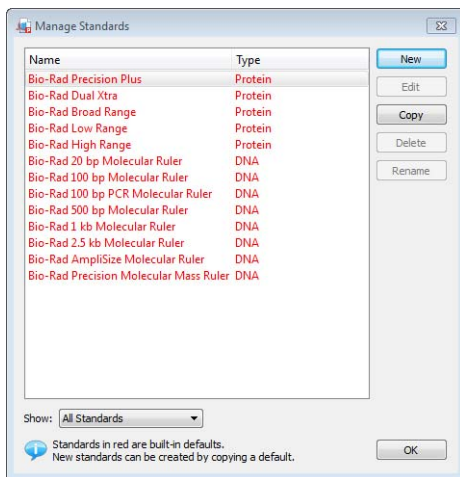 Manage Standards
Name Type New
Bio-Rad Precision Plus Protein
Edit
Bio-Rad Dual Xtra Protein
Bio-Rad Broad Range Protein
Copy
Bio-Rad Low Range Protein
Bio-Rad High Range Protein
Delete
Bio-Rad 20 bp Molecular Ruler DNA
Rename
Bio-Rad 100 bp Molecular Ruler DNA
Bio-Rad 100 bp PCR Molecular Ruler DNA
Bio-Rad 500 bp Molecular Ruler DNA
Bio-Rad 1 kb Molecular Ruler DNA
Bio-Rad 2.5 kb Molecular Ruler DNA
Bio-Rad AmpliSize Molecular Ruler DNA
Bio-Rad Precision Molecular Mass Ruler DNA
Show: All Standards
Standards in red are built-in defaults.
New standards can be created by copying a default.
OK